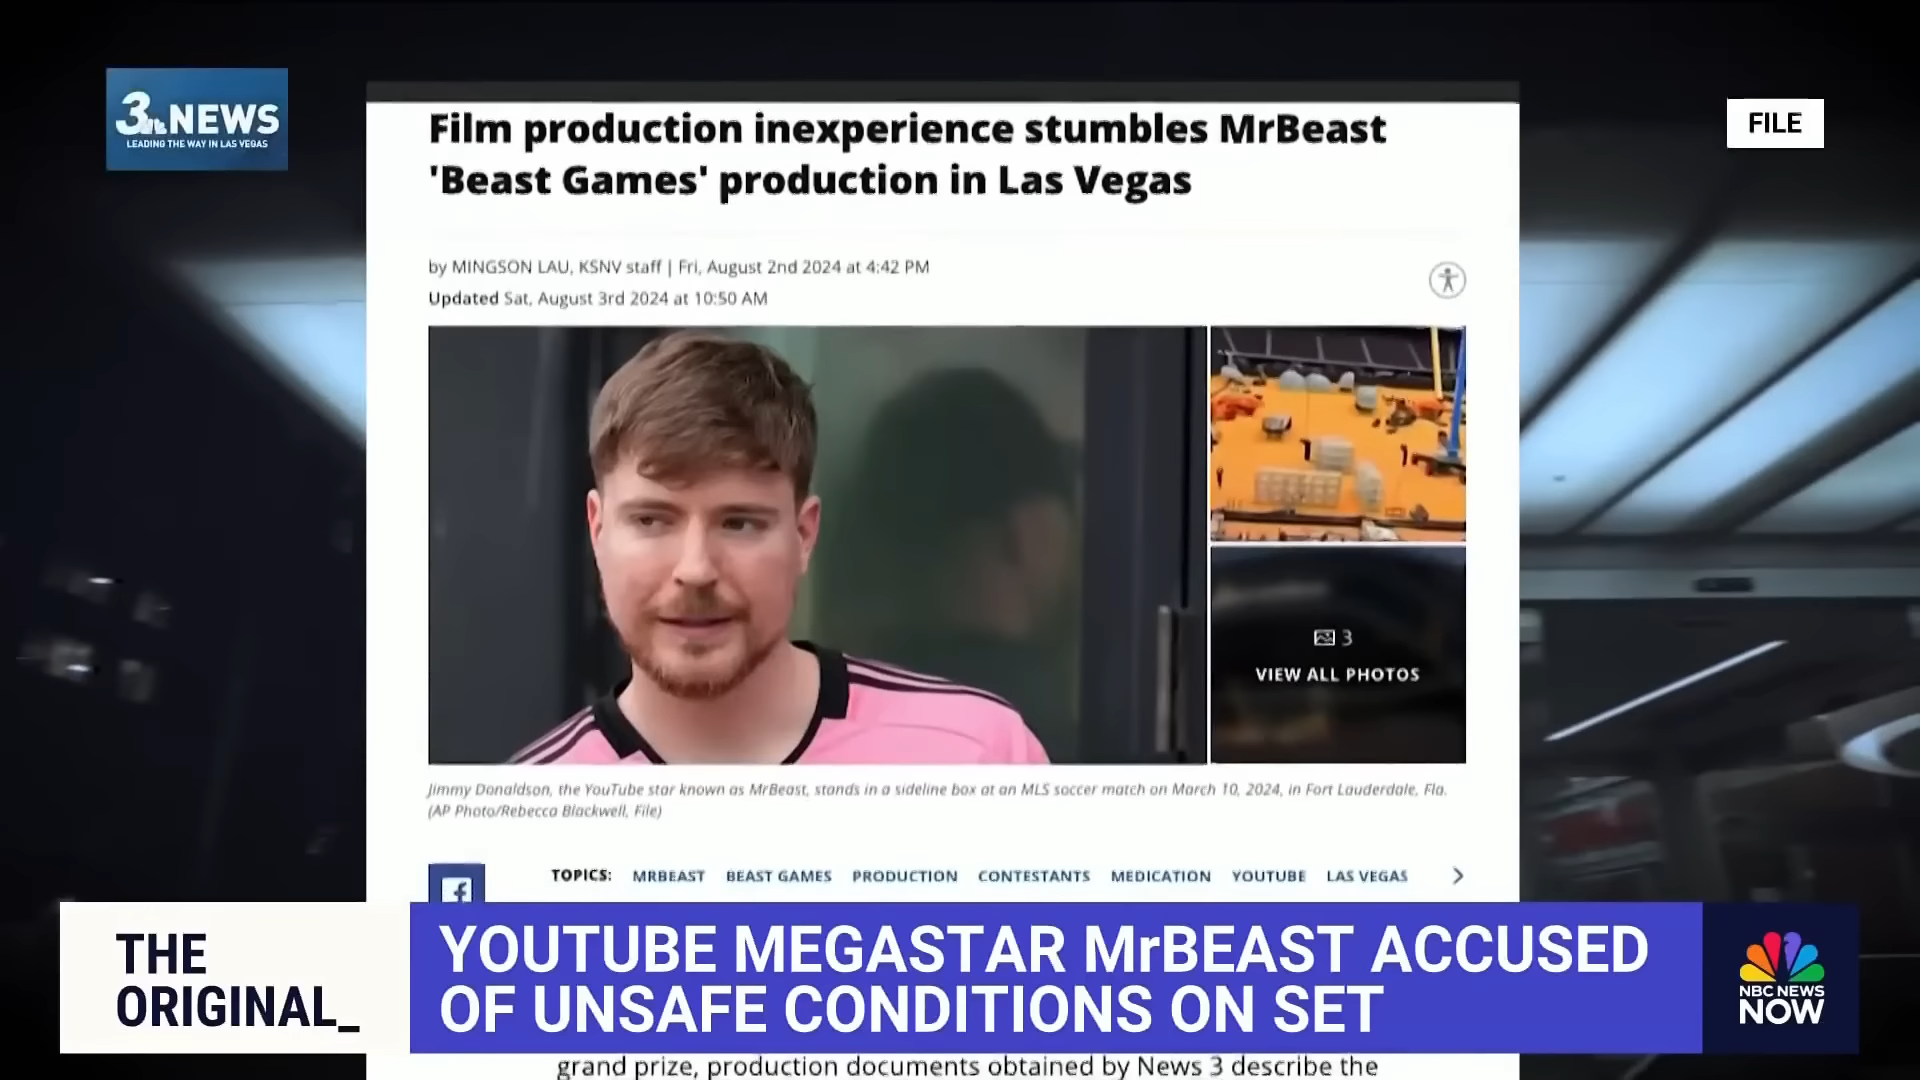 3 NEWS
LEADING THE WAY IN LAS VEGAS
FILE
Film production inexperience stumbles MrBeast
'Beast Games' production in Las Vegas
by MINGSON LAU, KSNV staff | Fri, August 2nd 2024 at 4:42 PM
Updated Sat, August 3rd 2024 at 10:50 AM
3
VIEW ALL PHOTOS
Jimmy Donaldson, the YouTube star known as MrBeast, stands in a sideline box at an MLS soccer match on March 10, 2024, in Fort Lauderdale, Fla.
(AP Photo/Rebecca Blackwell, File)
f
TOPICS: MRBEAST BEAST GAMES PRODUCTION CONTESTANTS MEDICATION YOUTUBE LAS VEGAS
THE
ORIGINAL_
YOUTUBE MEGASTAR MrBEAST ACCUSED
OF UNSAFE CONDITIONS ON SET
NBC NEWS
NOW
grand prize, production documents obtained by News 3 describe the